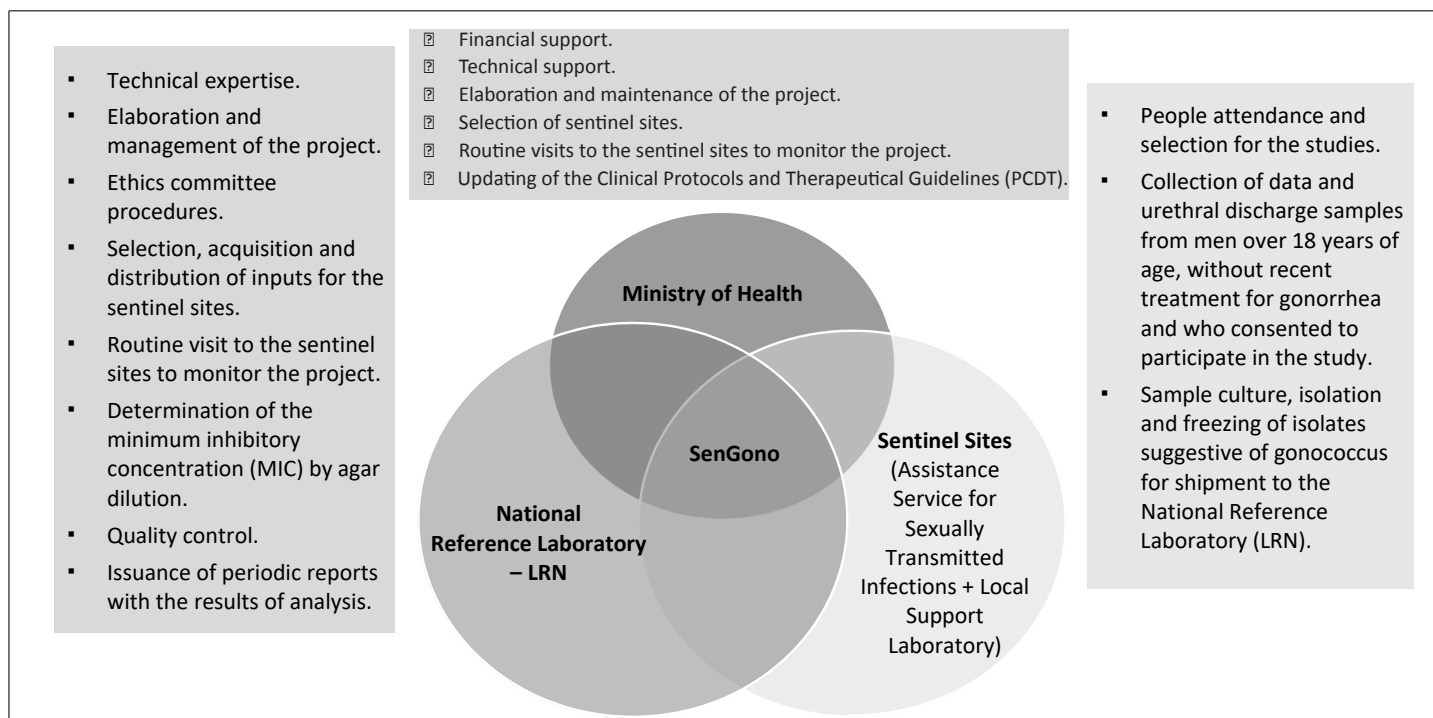 ▪ Technical expertise.
▪ Elaboration and
management of the project.
▪ Ethics committee
procedures.
▪ Selection, acquisition and
distribution of inputs for the
sentinel sites.
▪ Routine visit to the sentinel
sites to monitor the project.
▪ Determination of the
minimum inhibitory
concentration (MIC) by agar
dilution.
▪ Quality control.
▪ Issuance of periodic reports
with the results of analysis.
⍰ Financial support.
⍰ Technical support.
⍰ Elaboration and maintenance of the project.
⍰ Selection of sentinel sites.
⍰ Routine visits to the sentinel sites to monitor the project.
⍰ Updating of the Clinical Protocols and Therapeutical Guidelines (PCDT).
Ministry of Health
SenGono
National
Reference Laboratory
– LRN
Sentinel Sites
(Assistance
Service for
Sexually
Transmitted
Infections + Local
Support
Laboratory)
▪ People attendance and
selection for the studies.
▪ Collection of data and
urethral discharge samples
from men over 18 years of
age, without recent
treatment for gonorrhea
and who consented to
participate in the study.
▪ Sample culture, isolation
and freezing of isolates
suggestive of gonococcus
for shipment to the
National Reference
Laboratory (LRN).